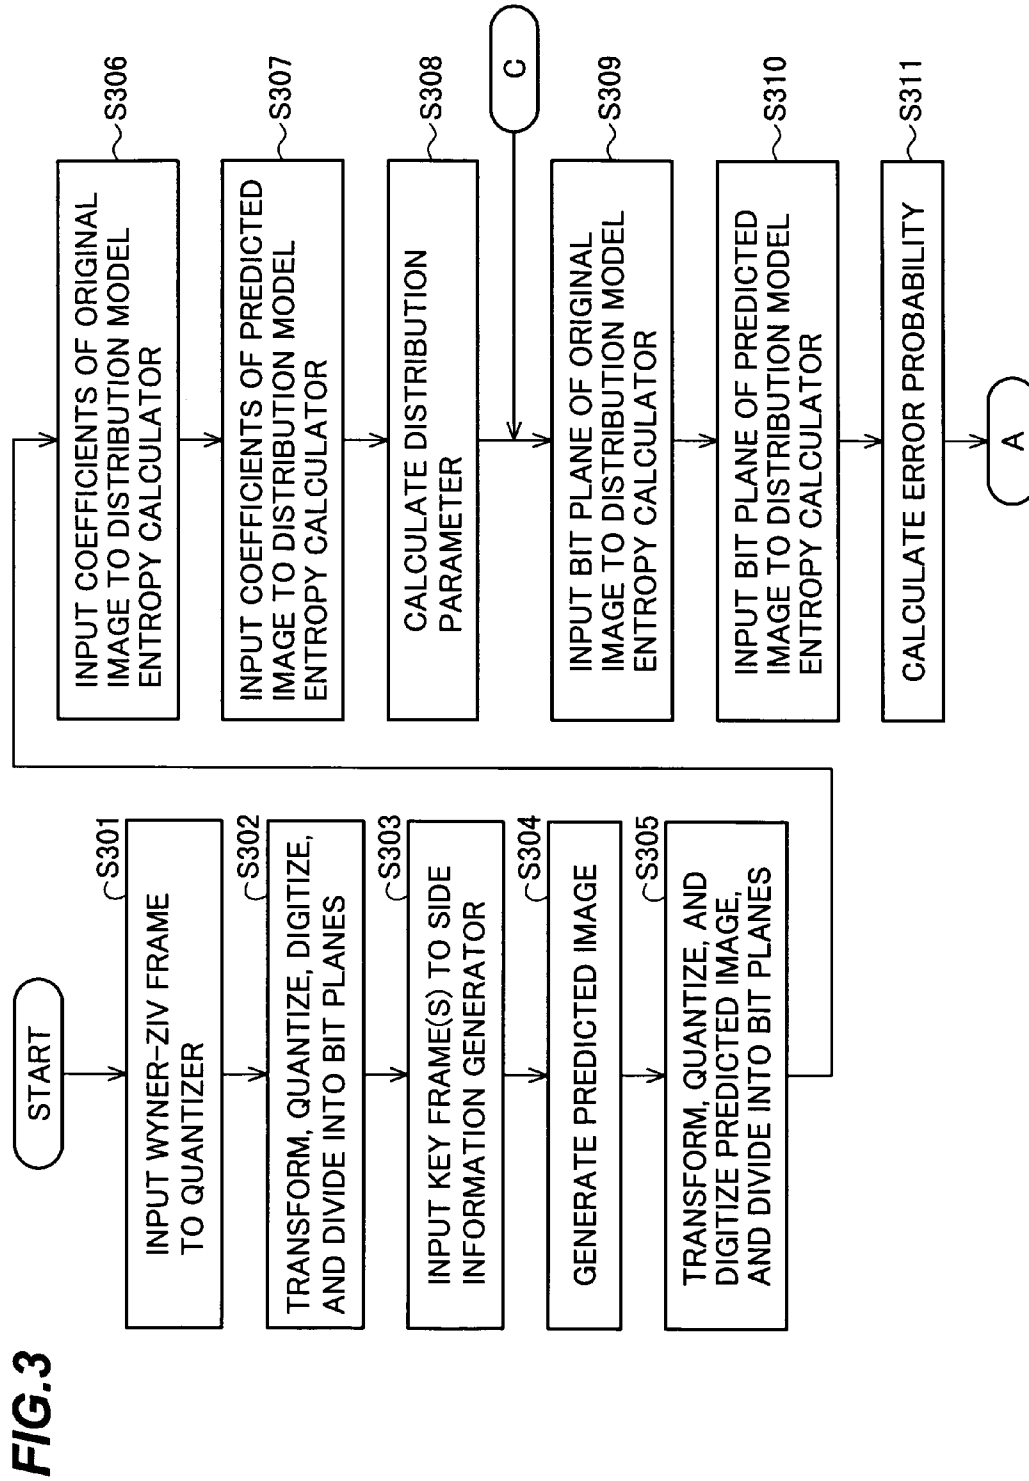 FIG.3
START
S301
INPUT WYNER-ZIV FRAME
TO QUANTIZER
S302
TRANSFORM, QUANTIZE, DIGITIZE,
AND DIVIDE INTO BIT PLANES
S303
INPUT KEY FRAME(S) TO SIDE
INFORMATION GENERATOR
S304
GENERATE PREDICTED IMAGE
S305
TRANSFORM, QUANTIZE, AND
DIGITIZE PREDICTED IMAGE,
AND DIVIDE INTO BIT PLANES
S306
INPUT COEFFICIENTS OF ORIGINAL
IMAGE TO DISTRIBUTION MODEL
ENTROPY CALCULATOR
S307
INPUT COEFFICIENTS OF PREDICTED
IMAGE TO DISTRIBUTION MODEL
ENTROPY CALCULATOR
S308
CALCULATE DISTRIBUTION
PARAMETER
C
S309
INPUT BIT PLANE OF ORIGINAL
IMAGE TO DISTRIBUTION MODEL
ENTROPY CALCULATOR
S310
INPUT BIT PLANE OF PREDICTED
IMAGE TO DISTRIBUTION MODEL
ENTROPY CALCULATOR
S311
CALCULATE ERROR PROBABILITY
A